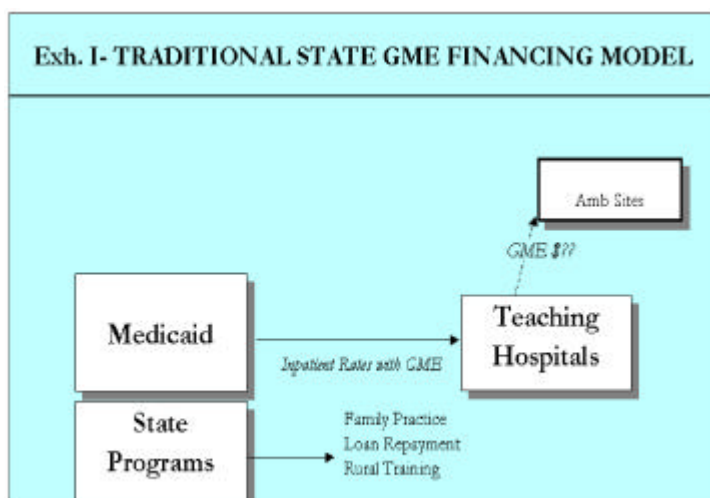 Exh. I- TRADITIONAL STATE GME FINANCING MODEL
Amb Sites
GME $??
Medicaid
Inpatient Rates with GME
Teaching
Hospitals
State
Programs
Family Practice
Loan Repayment
Rural Training